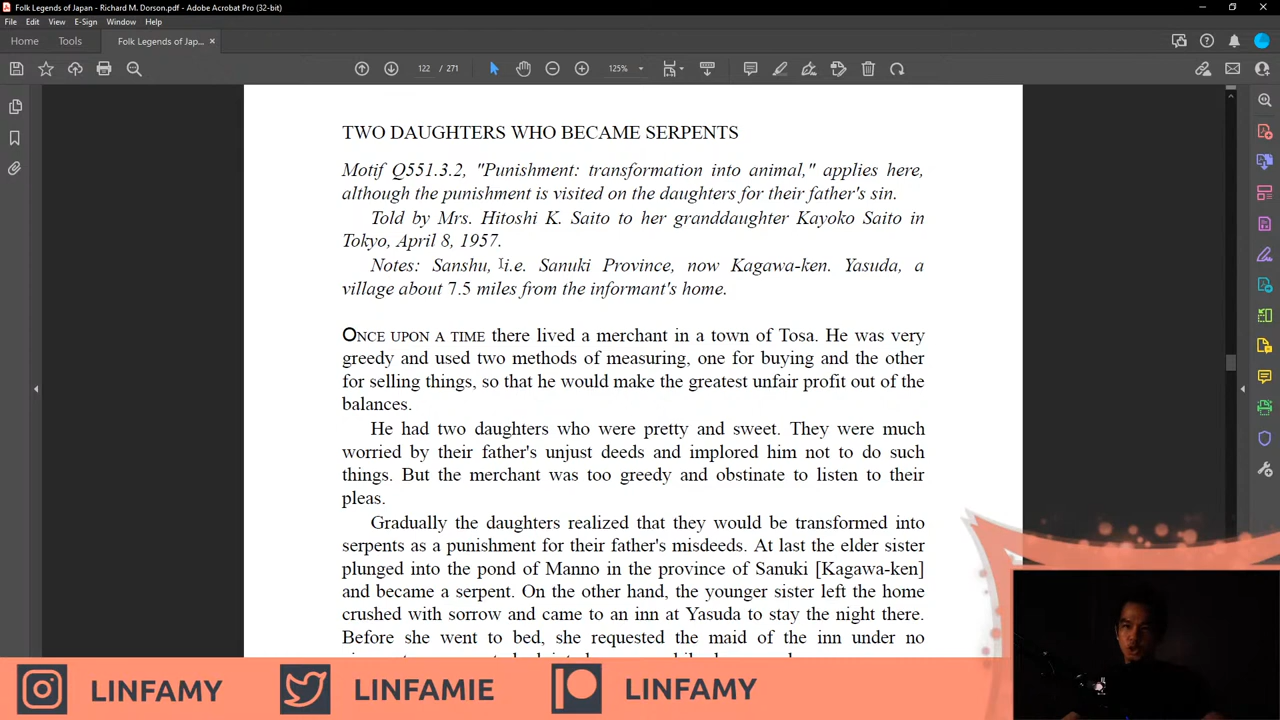 Folk Legends of Japan - Richard M. Dorson.pdf - Adobe Acrobat Pro (32-bit)
File Edit View E-Sign Window Help
Home Tools Folk Legends of Jap... ×
122 / 271 125%
TWO DAUGHTERS WHO BECAME SERPENTS
Motif Q551.3.2, "Punishment: transformation into animal," applies here,
although the punishment is visited on the daughters for their father's sin.
Told by Mrs. Hitoshi K. Saito to her granddaughter Kayoko Saito in
Tokyo, April 8, 1957.
Notes: Sanshu, i.e. Sanuki Province, now Kagawa-ken. Yasuda, a
village about 7.5 miles from the informant's home.
ONCE UPON A TIME there lived a merchant in a town of Tosa. He was very
greedy and used two methods of measuring, one for buying and the other
for selling things, so that he would make the greatest unfair profit out of the
balances.
He had two daughters who were pretty and sweet. They were much
worried by their father's unjust deeds and implored him not to do such
things. But the merchant was too greedy and obstinate to listen to their
pleas.
Gradually the daughters realized that they would be transformed into
serpents as a punishment for their father's misdeeds. At last the elder sister
plunged into the pond of Manno in the province of Sanuki [Kagawa-ken]
and became a serpent. On the other hand, the younger sister left the home
crushed with sorrow and came to an inn at Yasuda to stay the night there.
Before she went to bed, she requested the maid of the inn under no
LINFAMY LINFAMIE LINFAMY